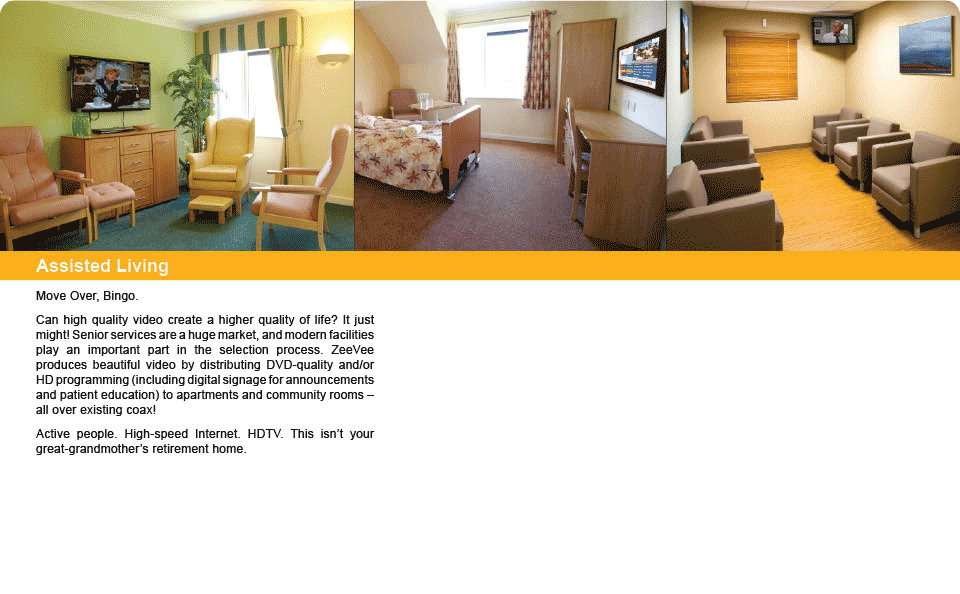 Assisted Living
Move Over, Bingo.
Can high quality video create a higher quality of life? It just
might! Senior services are a huge market, and modern facilities
play an important part in the selection process. ZeeVee
produces beautiful video by distributing DVD-quality and/or
HD programming (including digital signage for announcements
and patient education) to apartments and community rooms –
all over existing coax!
Active people. High-speed Internet. HDTV. This isn’t your
great-grandmother’s retirement home.